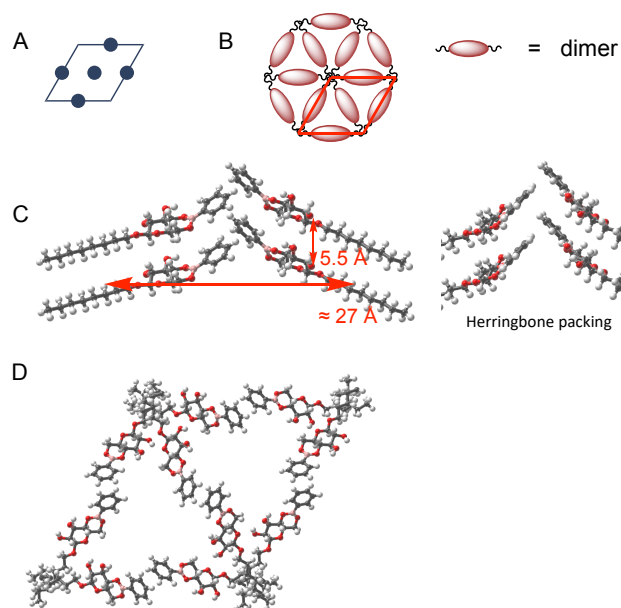 A
B
= dimer
C
5.5 Å
≈ 27 Å
Herringbone packing
D